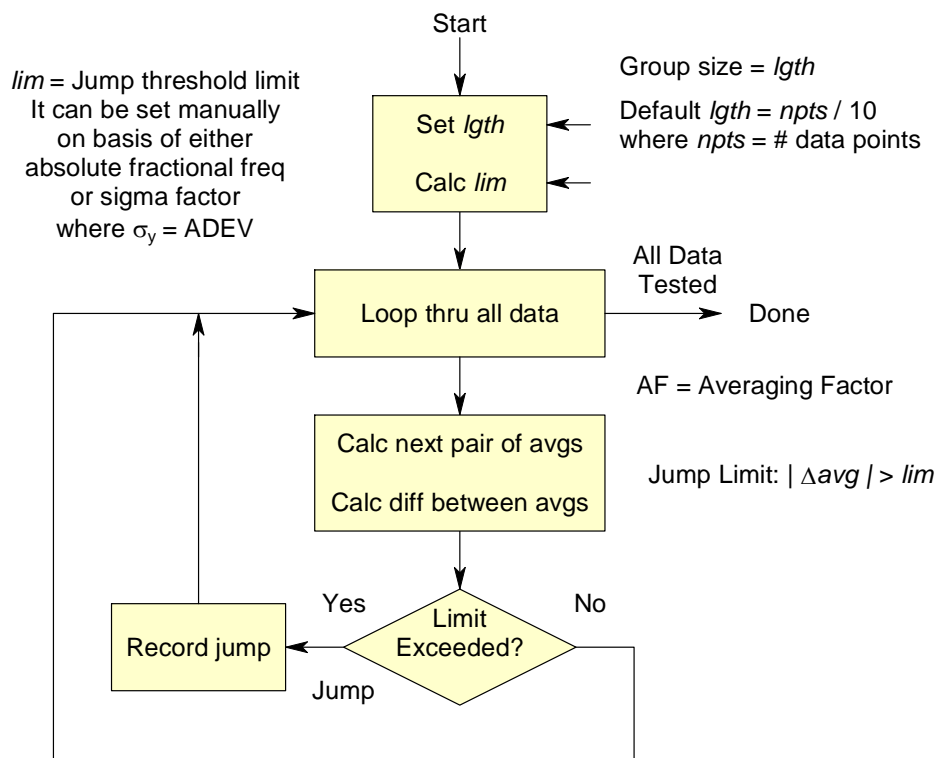 Start
lim = Jump threshold limit
It can be set manually
on basis of either
absolute fractional freq
or sigma factor
where σy = ADEV
Group size = lgth
Default lgth = npts / 10
where npts = # data points
Set lgth
Calc lim
All Data
Tested
Loop thru all data
Done
AF = Averaging Factor
Calc next pair of avgs
Calc diff between avgs
Jump Limit: | Δavg | > lim
Yes
No
Limit
Exceeded?
Record jump
Jump